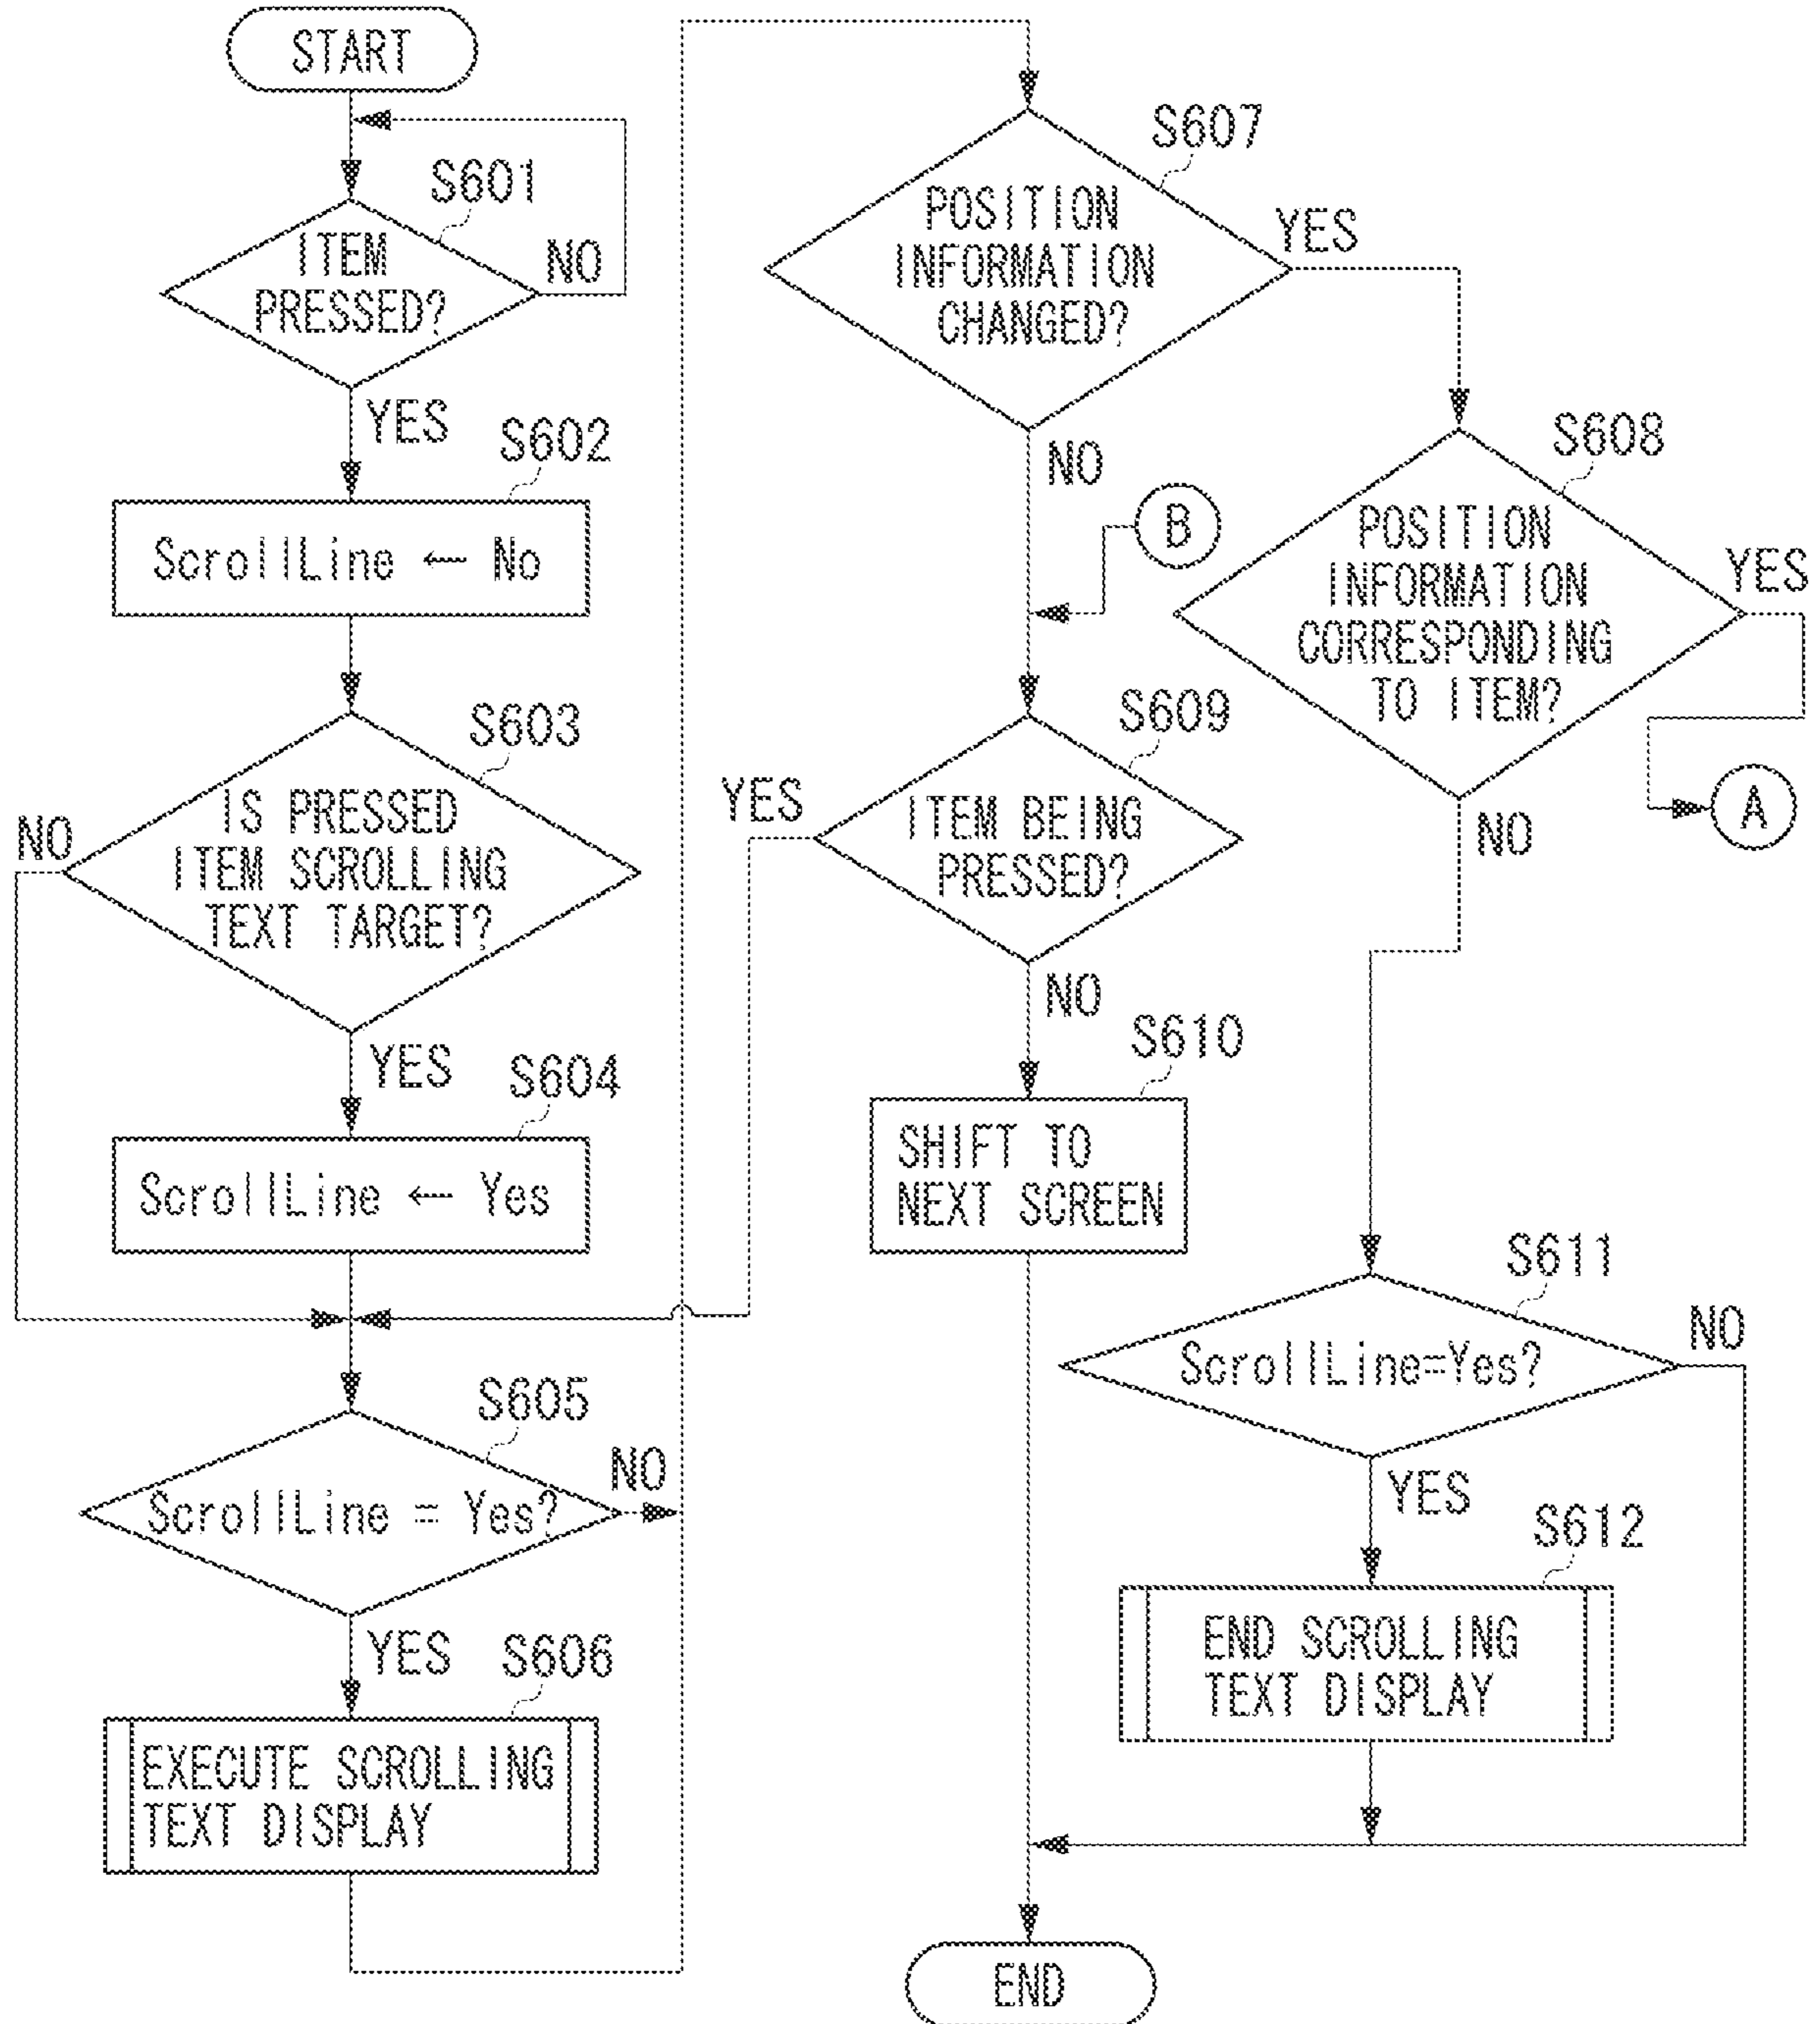 START
S601
ITEM
PRESSED?
NO
YES
S602
ScrollLine ← No
S603
IS PRESSED
ITEM SCROLLING
TEXT TARGET?
NO
YES
S604
ScrollLine ← Yes
S605
ScrollLine = Yes?
NO
YES
S606
EXECUTE SCROLLING
TEXT DISPLAY
S607
POSITION
INFORMATION
CHANGED?
YES
NO
B
S608
POSITION
INFORMATION
CORRESPONDING
TO ITEM?
YES
A
NO
S609
ITEM BEING
PRESSED?
YES
NO
S610
SHIFT TO
NEXT SCREEN
S611
ScrollLine=Yes?
NO
YES
S612
END SCROLLING
TEXT DISPLAY
END